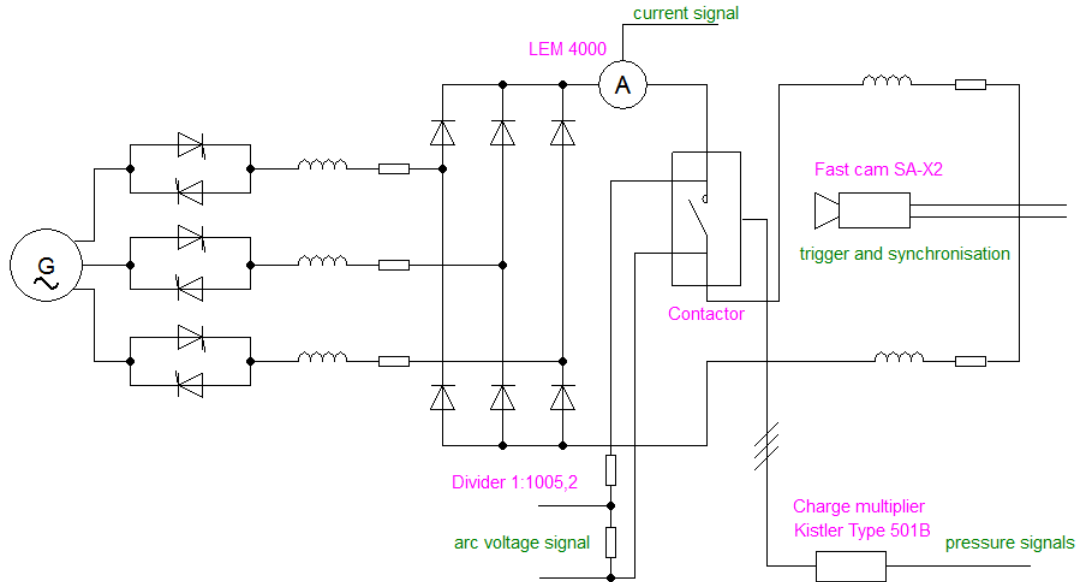 current signal
LEM 4000
A
Fast cam SA-X2
G
trigger and synchronisation
Contactor
Divider 1:1005,2
Charge multiplier
Kistler Type 501B
arc voltage signal
pressure signals